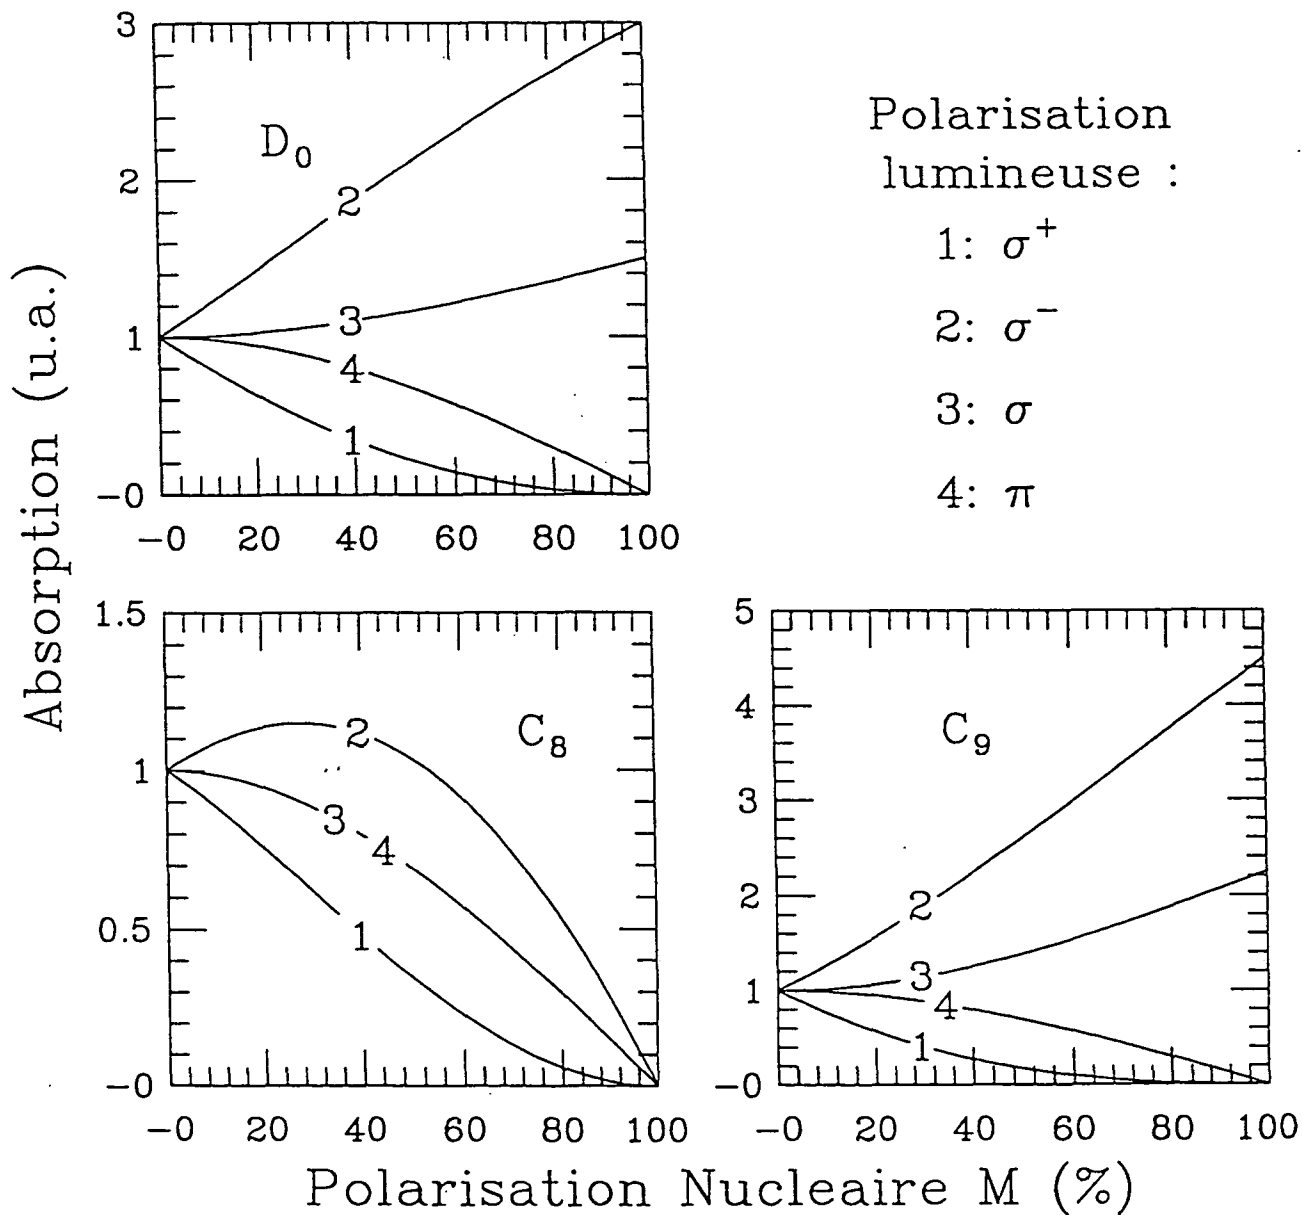 3
2
1
-0
D₀
2
3
4
1
-0 20 40 60 80 100
Polarisation
lumineuse :
1: σ⁺
2: σ⁻
3: σ
4: π
Absorption (u.a.)
1.5
1
0.5
-0
C₈
2
3
4
1
-0 20 40 60 80 100
5
4
3
2
1
-0
C₉
2
3
4
1
-0 20 40 60 80 100
Polarisation Nucleaire M (%)